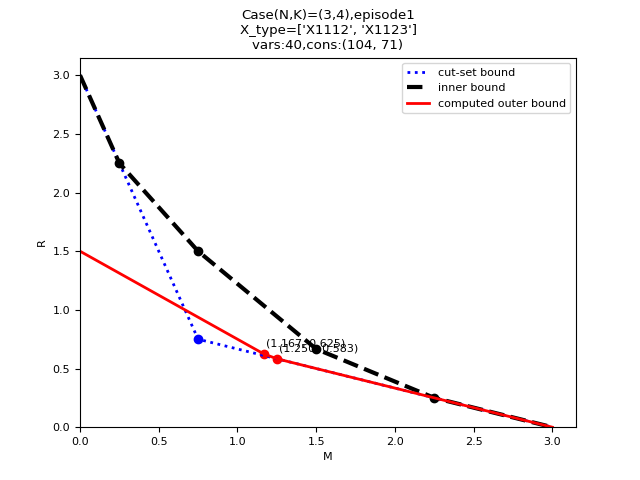 Case(N,K)=(3,4),episode1
X_type=['X1112', 'X1123']
vars:40,cons:(104, 71)
cut-set bound
inner bound
computed outer bound
R
3.0
2.5
2.0
1.5
1.0
0.5
0.0
(1.167, 0.625)
(1.250, 0.583)
0.0 0.5 1.0 1.5 2.0 2.5 3.0
M